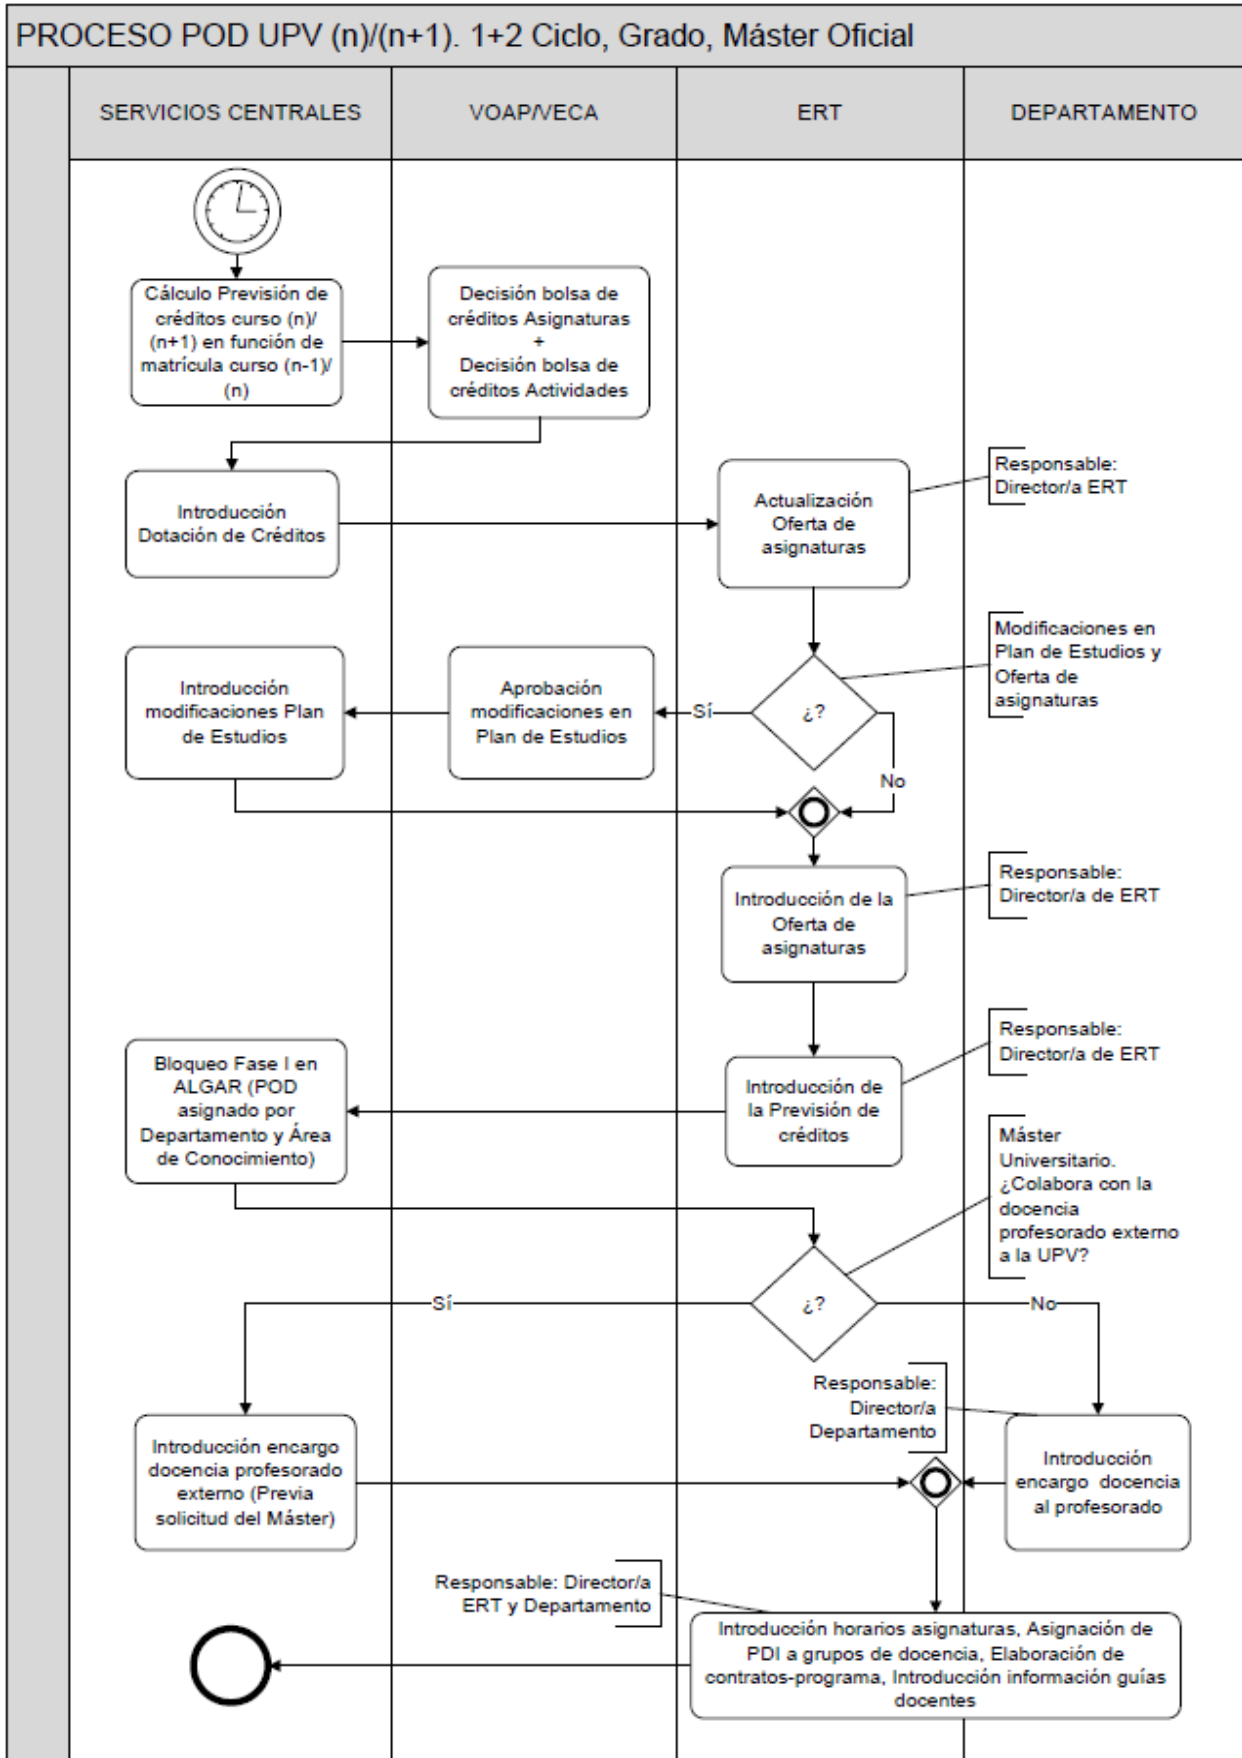 PROCESO POD UPV (n)/(n+1). 1+2 Ciclo, Grado, Máster Oficial
SERVICIOS CENTRALES
VOAP/VECA
ERT
DEPARTAMENTO
Cálculo Previsión de
créditos curso (n)/
(n+1) en función de
matrícula curso (n-1)/
(n)
Decisión bolsa de
créditos Asignaturas
+
Decisión bolsa de
créditos Actividades
Introducción
Dotación de Créditos
Actualización
Oferta de
asignaturas
Responsable:
Director/a ERT
Modificaciones en
Plan de Estudios y
Oferta de
asignaturas
¿?
Sí
No
Aprobación
modificaciones en
Plan de Estudios
Introducción
modificaciones Plan
de Estudios
Introducción de la
Oferta de
asignaturas
Responsable:
Director/a de ERT
Introducción de
la Previsión de
créditos
Responsable:
Director/a de ERT
Bloqueo Fase I en
ALGAR (POD
asignado por
Departamento y Área
de Conocimiento)
Máster
Universitario.
¿Colabora con la
docencia
profesorado externo
a la UPV?
¿?
Sí
No
Responsable:
Director/a
Departamento
Introducción encargo
docencia profesorado
externo (Previa
solicitud del Máster)
Introducción
encargo docencia
al profesorado
Responsable: Director/a
ERT y Departamento
Introducción horarios asignaturas, Asignación de
PDI a grupos de docencia, Elaboración de
contratos-programa, Introducción información guías
docentes